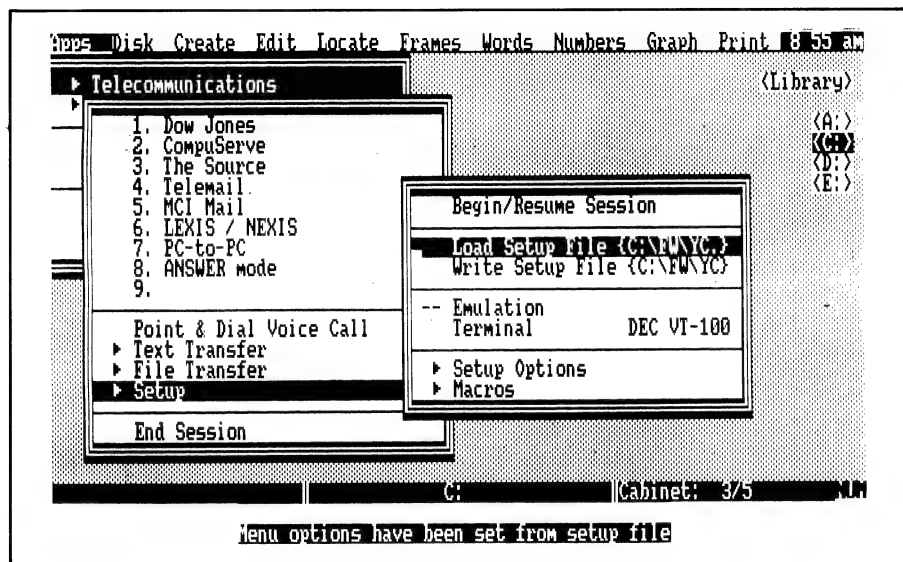 Apps Disk Create Edit Locate Frames Words Numbers Graph Print 8 55 am
Telecommunications
1. Dow Jones
2. CompuServe
3. The Source
4. Telemail
5. MCI Mail
6. LEXIS / NEXIS
7. PC-to-PC
8. ANSWER mode
9.
Point & Dial Voice Call
Text Transfer
File Transfer
Setup
End Session
<Library>
<A:>
<C:>
<D:>
<E:>
Begin/Resume Session
Load Setup File {C:\FW\YC.}
Write Setup File {C:\FW\YC}
-- Emulation
Terminal DEC VT-100
Setup Options
Macros
C: Cabinet: 3/5
Menu options have been set from setup file